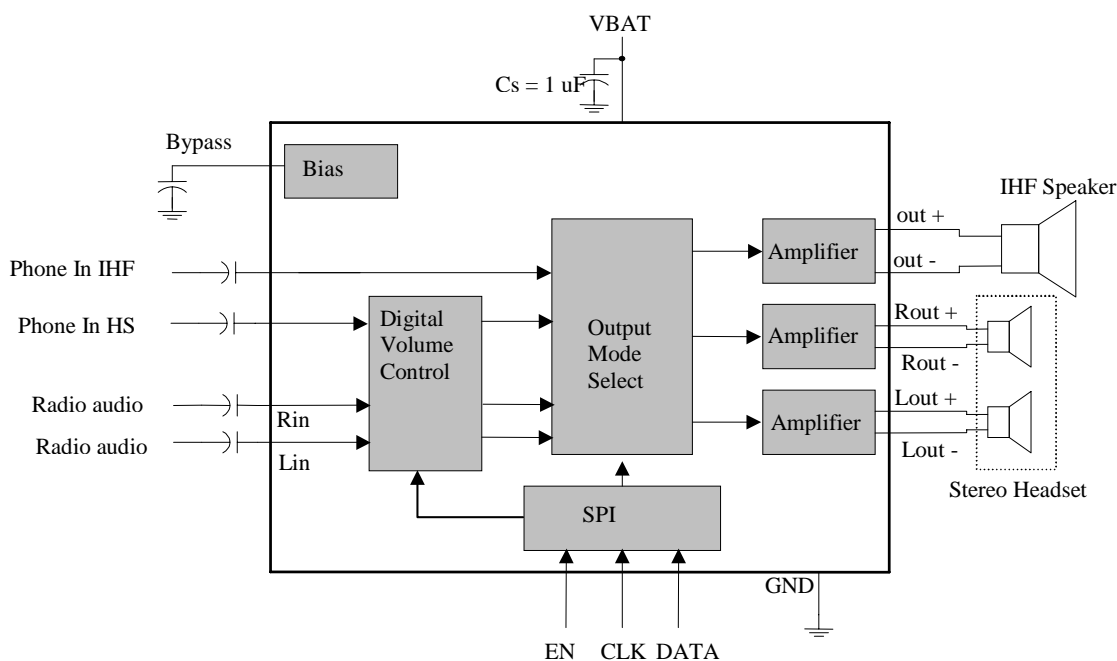 VBAT
Cs = 1 uF
Bypass
Bias
IHF Speaker
out +
Amplifier
out -
Phone In IHF
Phone In HS
Digital
Volume
Control
Output
Mode
Select
Rout +
Amplifier
Rout -
Radio audio
Rin
Lout +
Amplifier
Radio audio
Lin
Lout -
Stereo Headset
SPI
GND
EN CLK DATA